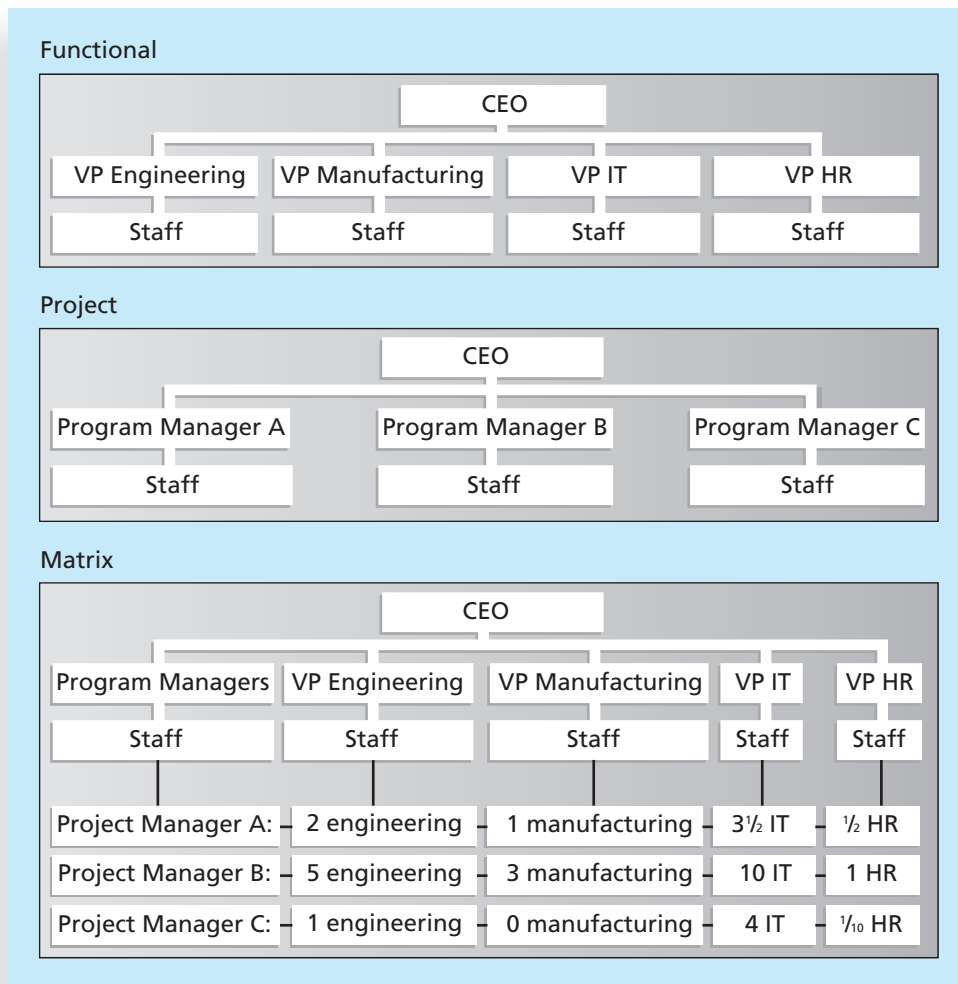 Functional
CEO
VP Engineering VP Manufacturing VP IT VP HR
Staff Staff Staff Staff
Project
CEO
Program Manager A Program Manager B Program Manager C
Staff Staff Staff
Matrix
CEO
Program Managers VP Engineering VP Manufacturing VP IT VP HR
Staff Staff Staff Staff Staff
Project Manager A: 2 engineering 1 manufacturing 3½ IT ½ HR
Project Manager B: 5 engineering 3 manufacturing 10 IT 1 HR
Project Manager C: 1 engineering 0 manufacturing 4 IT 1/10 HR